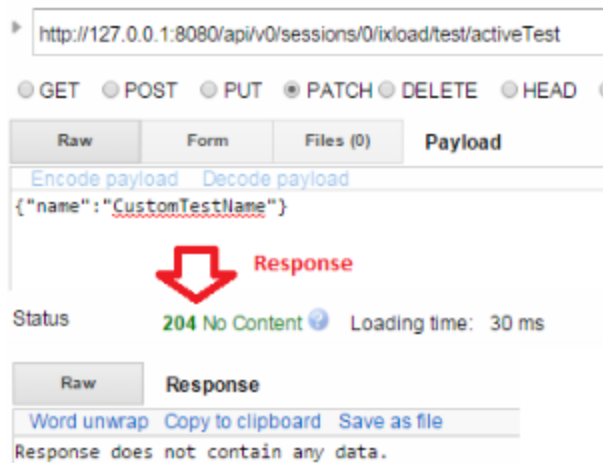 http://127.0.0.1:8080/api/v0/sessions/0/ixload/test/activeTest
GET POST PUT PATCH DELETE HEAD
Raw Form Files (0) Payload
Encode payload Decode payload
{"name":"CustomTestName"}
Response
Status 204 No Content ? Loading time: 30 ms
Raw Response
Word unwrap Copy to clipboard Save as file
Response does not contain any data.